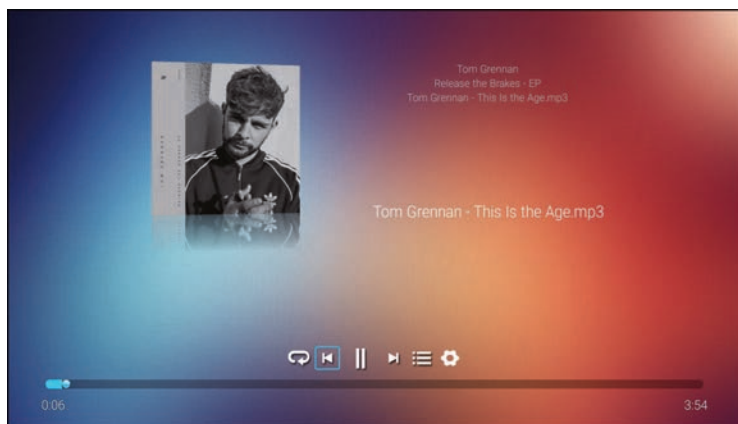 Tom Grennan
Release the Brakes - EP
Tom Grennan - This Is the Age.mp3
Tom Grennan - This Is the Age.mp3
0:06
3:54